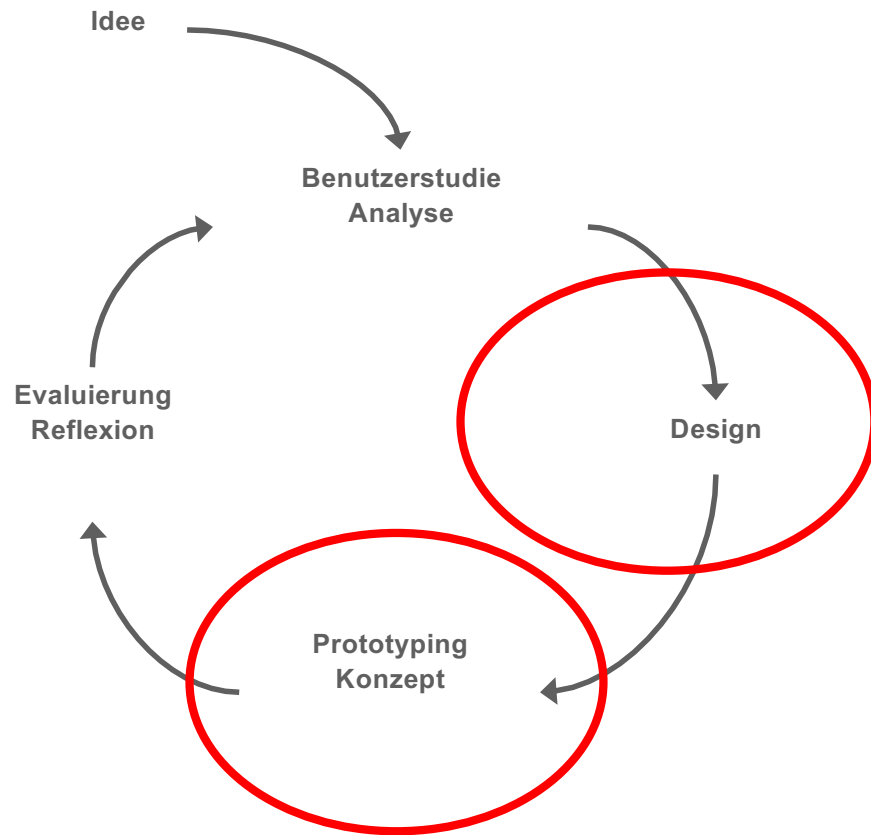 Idee
Benutzerstudie
Analyse
Design
Prototyping
Konzept
Evaluierung
Reflexion